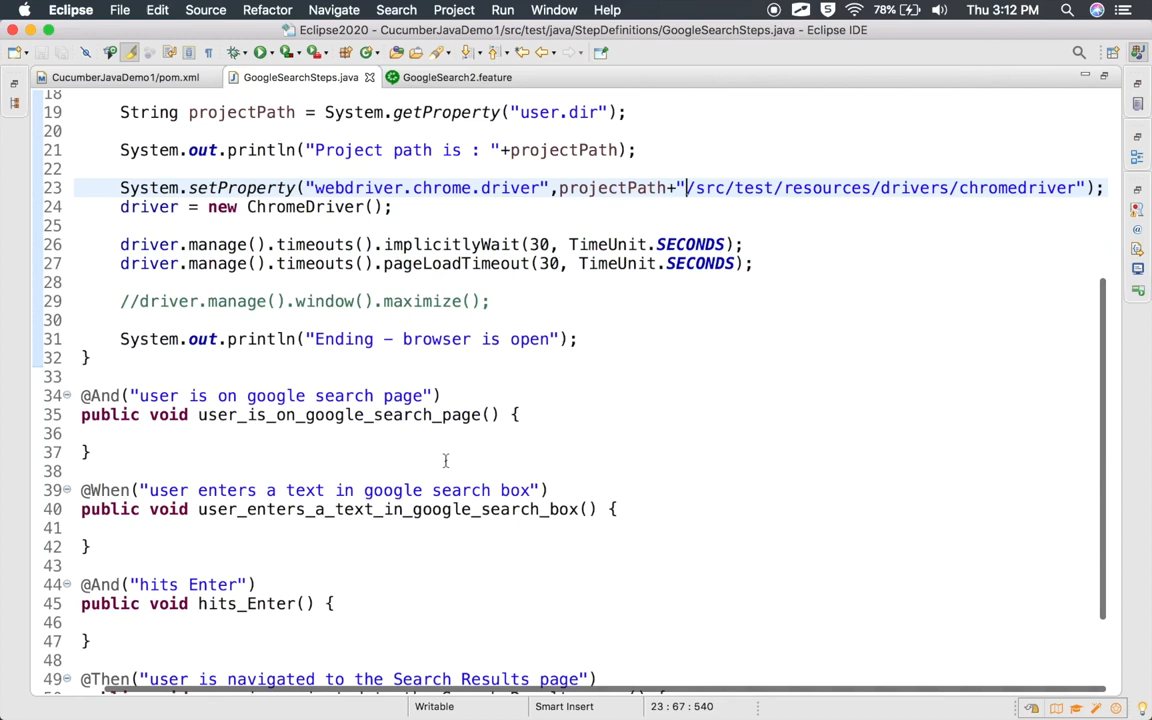 Eclipse File Edit Source Refactor Navigate Search Project Run Window Help 78% Thu 3:12 PM
Eclipse2020 - CucumberJavaDemo1/src/test/java/StepDefinitions/GoogleSearchSteps.java - Eclipse IDE
CucumberJavaDemo1/pom.xml GoogleSearchSteps.java GoogleSearch2.feature
18
19 String projectPath = System.getProperty("user.dir");
20
21 System.out.println("Project path is : "+projectPath);
22
23 System.setProperty("webdriver.chrome.driver",projectPath+"/src/test/resources/drivers/chromedriver");
24 driver = new ChromeDriver();
25
26 driver.manage().timeouts().implicitlyWait(30, TimeUnit.SECONDS);
27 driver.manage().timeouts().pageLoadTimeout(30, TimeUnit.SECONDS);
28
29 //driver.manage().window().maximize();
30
31 System.out.println("Ending - browser is open");
32 }
33
34 @And("user is on google search page")
35 public void user_is_on_google_search_page() {
36
37 }
38
39 @When("user enters a text in google search box")
40 public void user_enters_a_text_in_google_search_box() {
41
42 }
43
44 @And("hits Enter")
45 public void hits_Enter() {
46
47 }
48
49 @Then("user is navigated to the Search Results page")
Writable Smart Insert 23 : 67 : 540